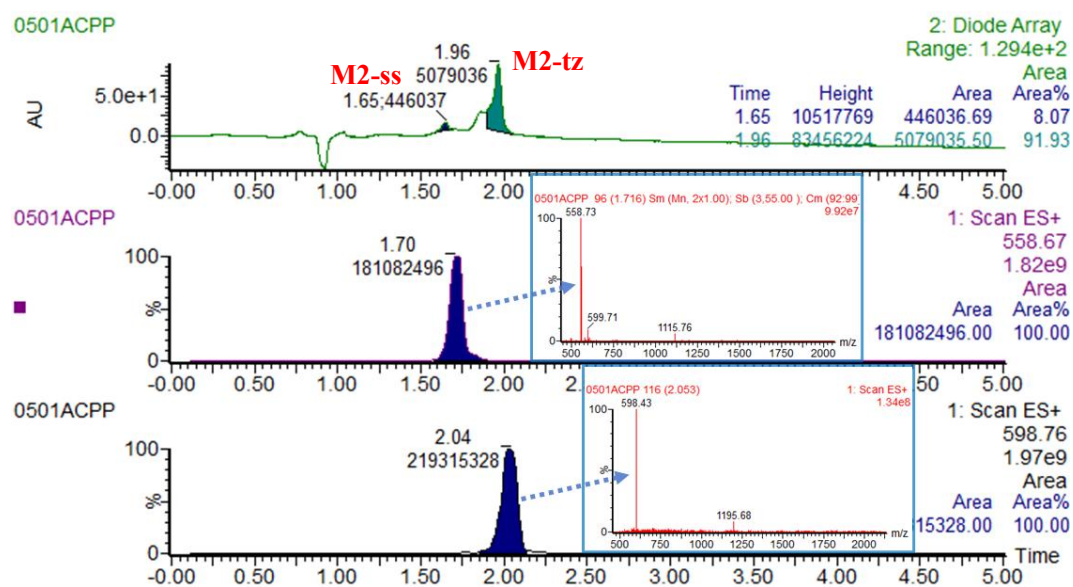 0501ACPP
2: Diode Array
Range: 1.294e+2
Area
M2-ss
M2-tz
1.96
5079036
1.65;446037
AU
5.0e+1
0.0
Time Height Area Area%
1.65 10517769 446036.69 8.07
1.96 83456224 5079035.50 91.93
-0.00 0.50 1.00 1.50 2.00 4.50 5.00
0501ACPP
1: Scan ES+
558.67
1.82e9
Area
Area Area%
181082496.00 100.00
1.70
181082496
100
%
0
0501ACPP 96 (1.716) Sm (Mn, 2x1.00); Sb (3,55.00 ); Cm (92:99
9.92e7
100
558.73
%
599.71
1115.76
0
m/z
500 750 1000 1250 1500 1750 2000
-0.00 0.50 1.00 1.50 2.00 2.5 3.00 3.50 4.00 4.50 5.00
0501ACPP
1: Scan ES+
598.76
1.97e9
Area
Area Area%
15328.00 100.00
2.04
219315328
100
%
0
0501ACPP 116 (2.053)
1: Scan ES+
1.34e8
100
598.43
%
1195.68
0
m/z
500 750 1000 1250 1500 1750 2000
Time
-0.00 0.50 1.00 1.50 2.00 2.50 3.00 3.50 4.00 4.50 5.00